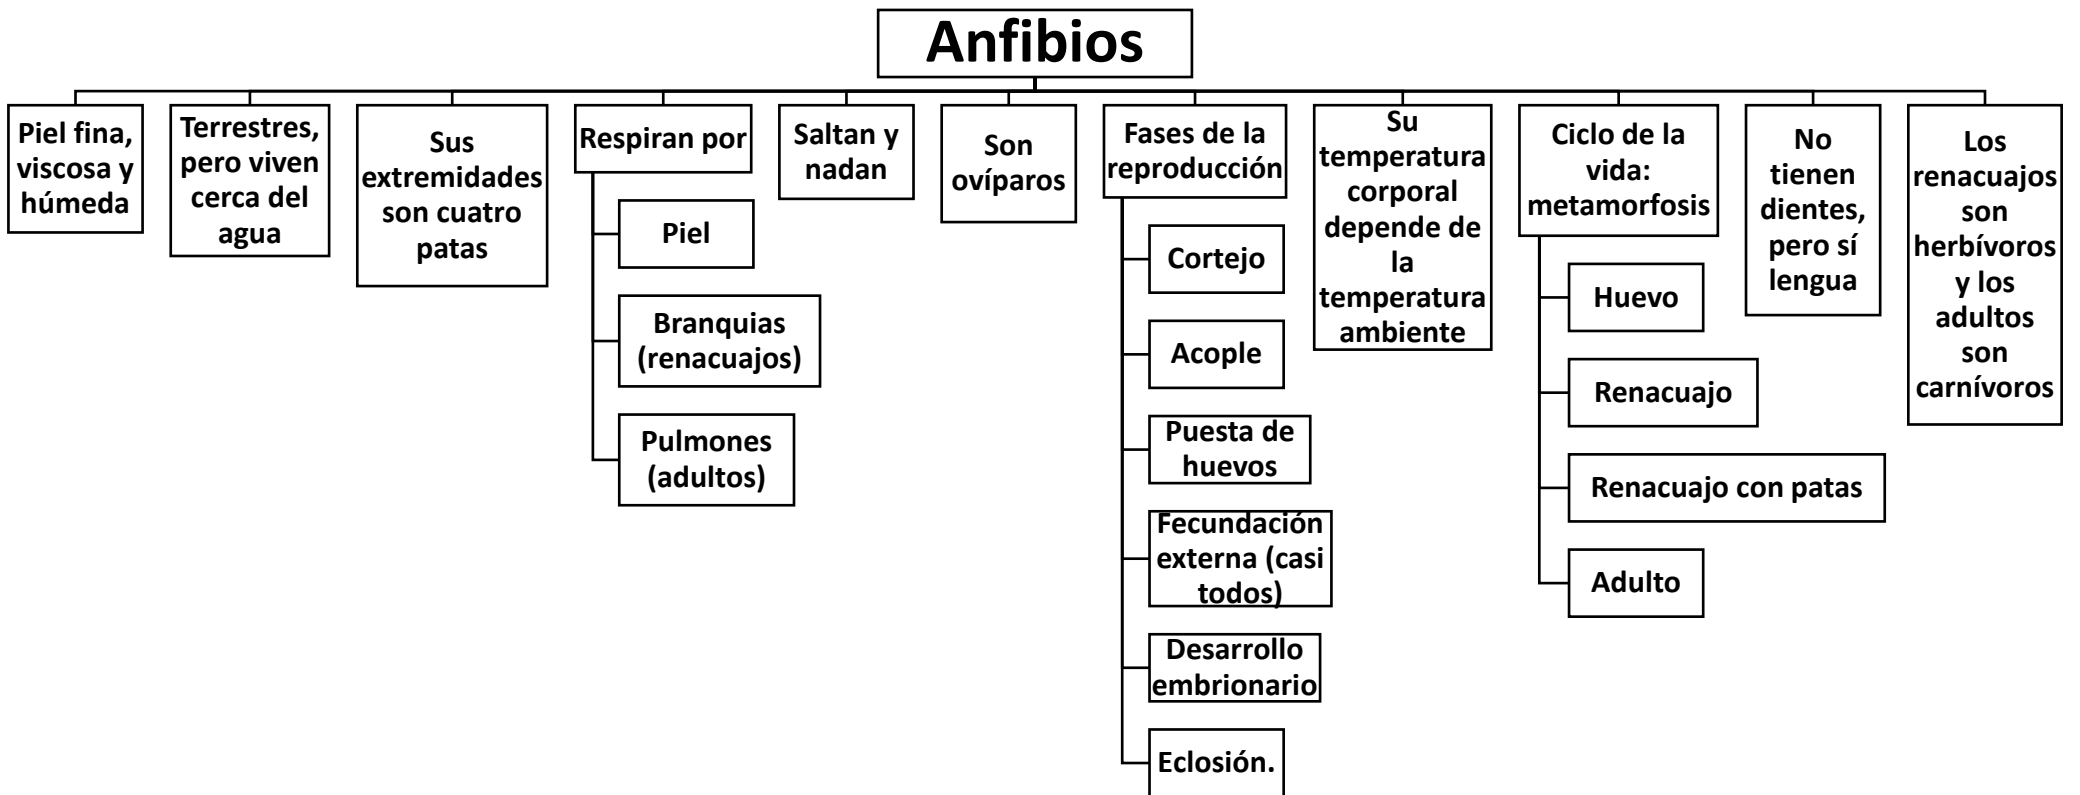 Anfibios
Piel fina,
viscosa y
húmeda
Terrestres,
pero viven
cerca del
agua
Sus
extremidades
son cuatro
patas
Respiran por
Piel
Branquias
(renacuajos)
Pulmones
(adultos)
Saltan y
nadan
Son
ovíparos
Fases de la
reproducción
Cortejo
Acople
Puesta de
huevos
Fecundación
externa (casi
todos)
Desarrollo
embrionario
Eclosión.
Su
temperatura
corporal
depende de
la
temperatura
ambiente
Ciclo de la
vida:
metamorfosis
Huevo
Renacuajo
Renacuajo con patas
Adulto
No
tienen
dientes,
pero sí
lengua
Los
renacuajos
son
herbívoros
y los
adultos
son
carnívoros